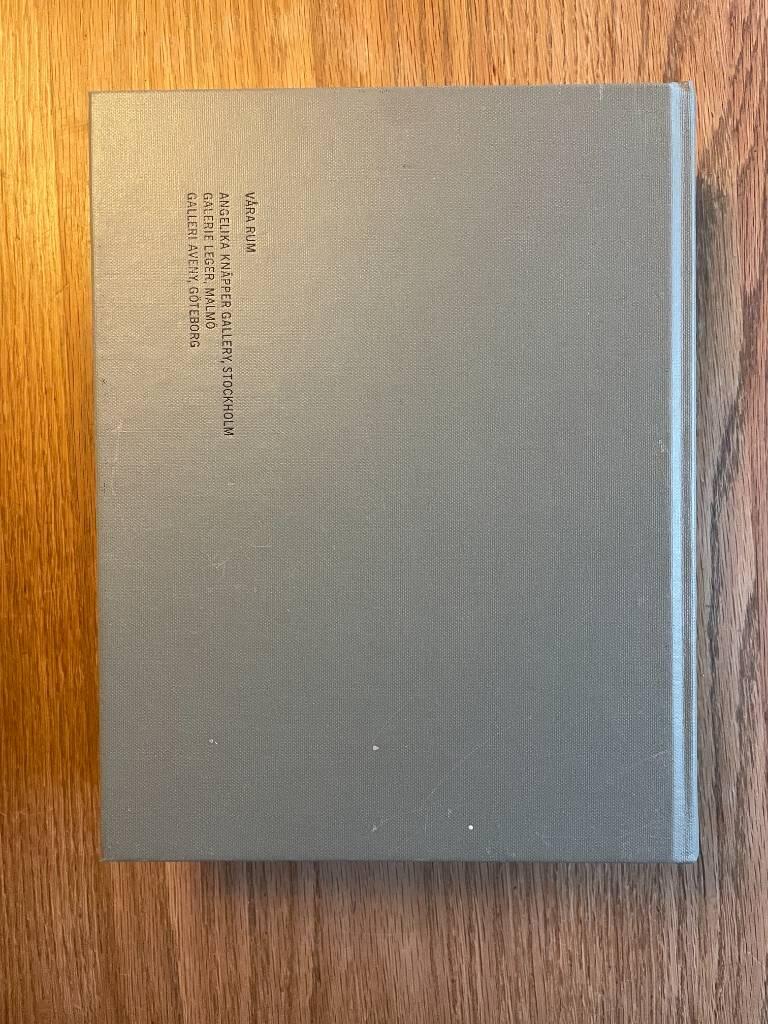 VÅRA RUM
ANGELIKA KNÄPPER GALLERY, STOCKHOLM
GALERIE LEGER, MALMÖ
GALLERI AVENY, GÖTEBORG